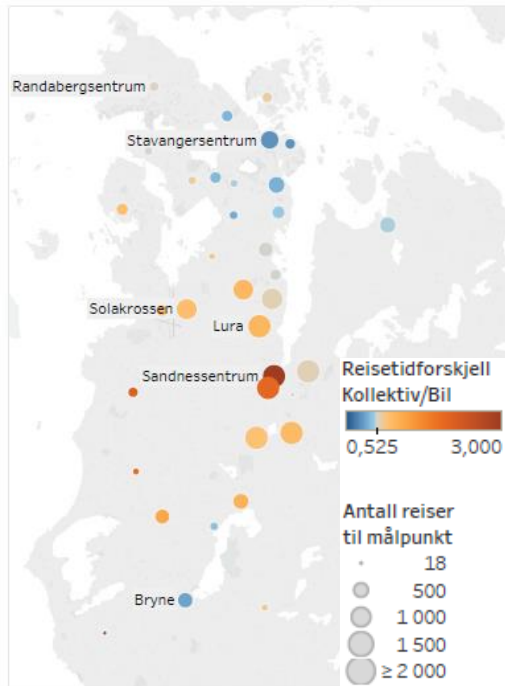 Randabergsentrum
Stavangersentrum
Solakrossen
Lura
Sandnessentrum
Bryne
Reisetidforskjell
Kollektiv/Bil
0,525 3,000
Antall reiser
til målpunkt
18
500
1 000
1 500
≥ 2 000